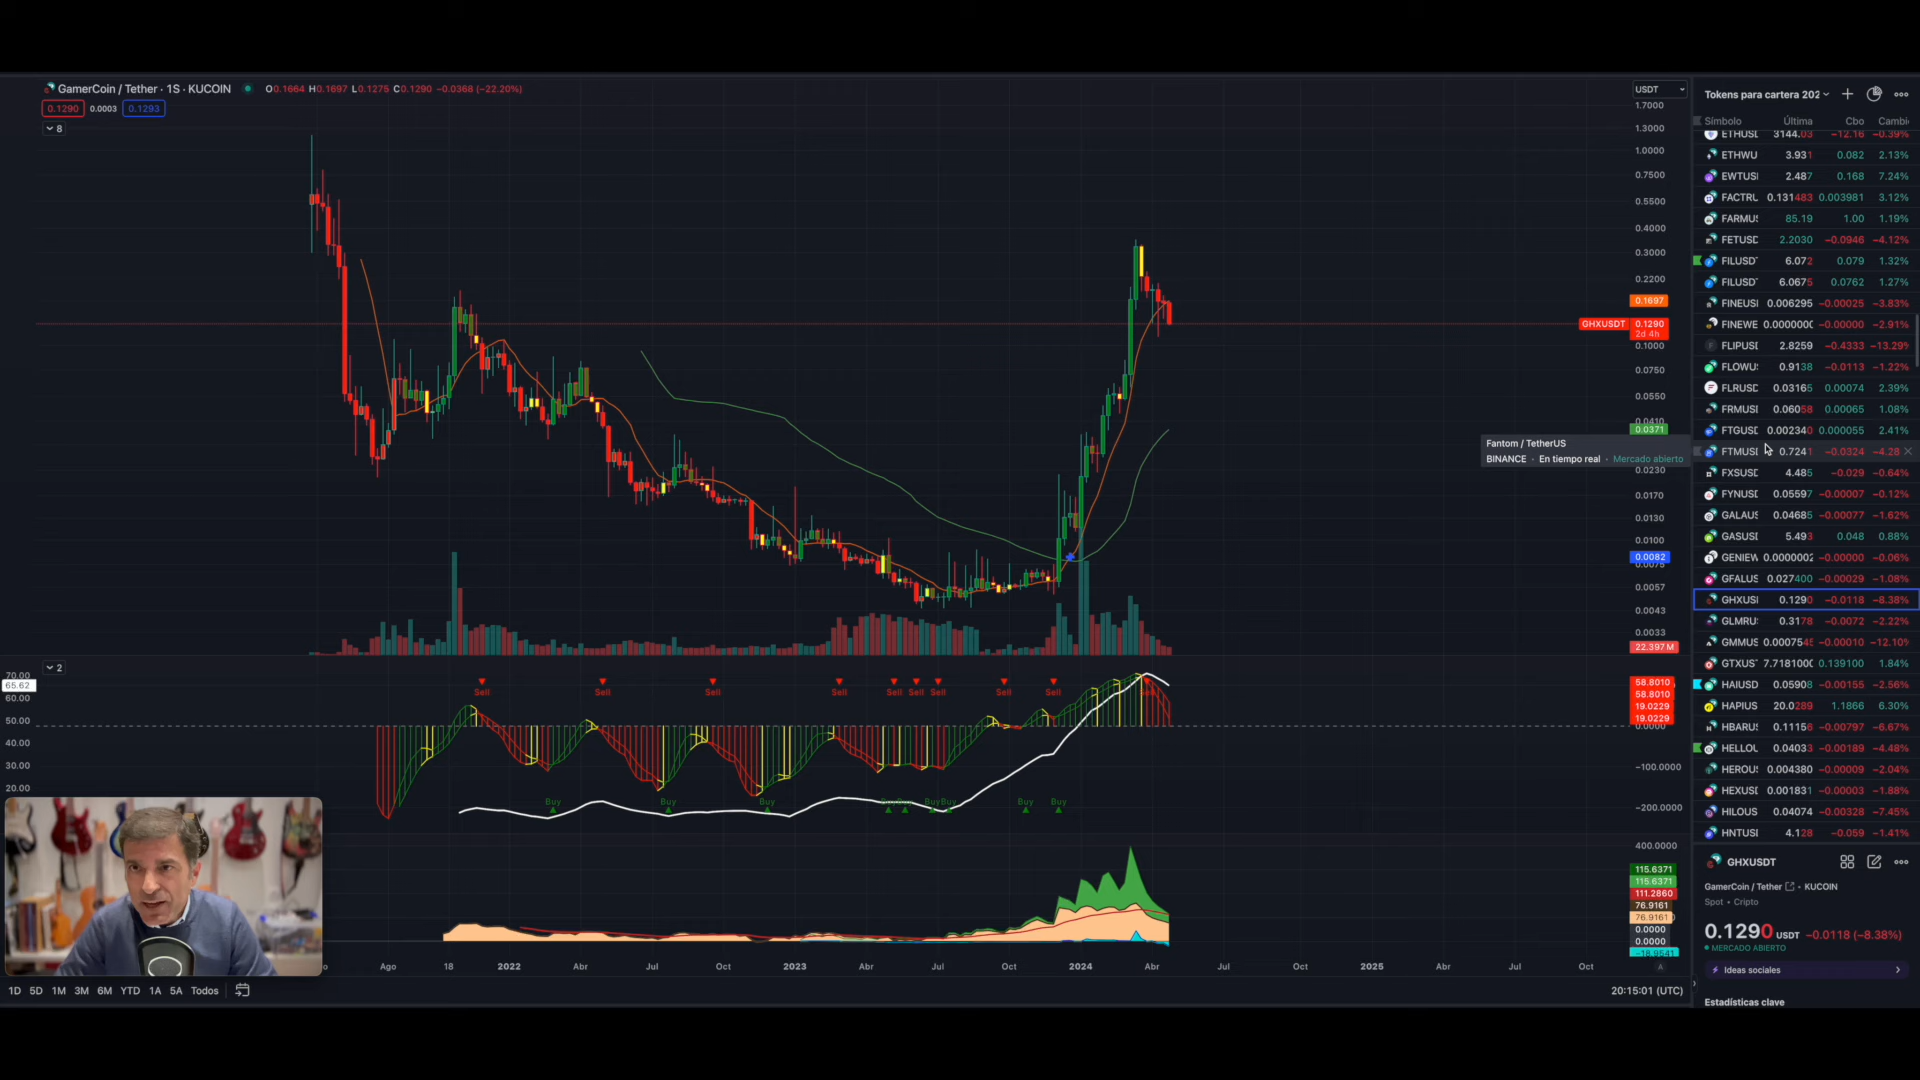 GamerCoin / Tether · 1S · KUCOIN O0.1664 H0.1697 L0.1275 C0.1290 −0.0368 (−22.20%)
0.1290 0.0003 0.1293
8
USDT
1.7000
1.3000
1.0000
0.7500
0.5500
0.4000
0.3000
0.2200
0.1697
GHXUSDT 0.1290
2d 4h
0.1000
0.0750
0.0550
0.0410
0.0371
0.0230
0.0170
0.0130
0.0100
0.0082
0.0075
0.0057
0.0043
0.0033
22.397 M
Fantom / TetherUS
BINANCE · En tiempo real · Mercado abierto
2
70.00
65.62
60.00
50.00
40.00
30.00
20.00
Sell Sell Sell Sell Sell Sell Sell Sell Sell
Buy Buy Buy Buy Buy Buy Buy
58.8010
58.8010
19.0229
19.0229
0.0000
−100.0000
−200.0000
400.0000
115.6371
115.6371
111.2860
76.9161
76.9161
0.0000
0.0000
−18.9541
Ago 18 2022 Abr Jul Oct 2023 Abr Jul Oct 2024 Abr Jul Oct 2025 Abr Jul Oct
1D 5D 1M 3M 6M YTD 1A 5A Todos
20:15:01 (UTC)
Tokens para cartera 202
Símbolo Última Cbo Cambi
ETHUSD 3144.03 −12.16 −0.39%
ETHWU 3.931 0.082 2.13%
EWTUSI 2.487 0.168 7.24%
FACTRL 0.131483 0.003981 3.12%
FARMUS 85.19 1.00 1.19%
FETUSD 2.2030 −0.0946 −4.12%
FILUSD 6.072 0.079 1.32%
FILUSD 6.0675 0.0762 1.27%
FINEUS 0.006295 −0.00025 −3.83%
FINEWE 0.000000 −0.00000 −2.91%
FLIPUSD 2.8259 −0.4333 −13.29%
FLOWU 0.9138 −0.0113 −1.22%
FLRUSD 0.03165 0.00074 2.39%
FRMUSI 0.06058 0.00065 1.08%
FTGUSD 0.002340 0.000055 2.41%
FTMUSI 0.7241 −0.0324 −4.28
FXSUSD 4.485 −0.029 −0.64%
FYNUSD 0.05597 −0.00007 −0.12%
GALAUS 0.04685 −0.00077 −1.62%
GASUSI 5.493 0.048 0.88%
GENIEW 0.0000002 −0.00000 −0.06%
GFALUS 0.027400 −0.00029 −1.08%
GHXUSI 0.1290 −0.0118 −8.38%
GLMRU 0.3178 −0.0072 −2.22%
GMMUS 0.0007545 −0.00010 −12.10%
GTXUS 7.718100 0.139100 1.84%
HAIUSD 0.05908 −0.00155 −2.56%
HAPIUS 20.0289 1.1866 6.30%
HBARU 0.11156 −0.00797 −6.67%
HELLOU 0.04033 −0.00189 −4.48%
HEROU 0.004380 −0.00009 −2.04%
HEXUSI 0.001831 −0.00003 −1.88%
HILOUS 0.04074 −0.00328 −7.45%
HNTUSI 4.128 −0.059 −1.41%
GHXUSDT
GamerCoin / Tether · KUCOIN
Spot · Cripto
0.1290 USDT −0.0118 (−8.38%)
MERCADO ABIERTO
Ideas sociales
Estadísticas clave